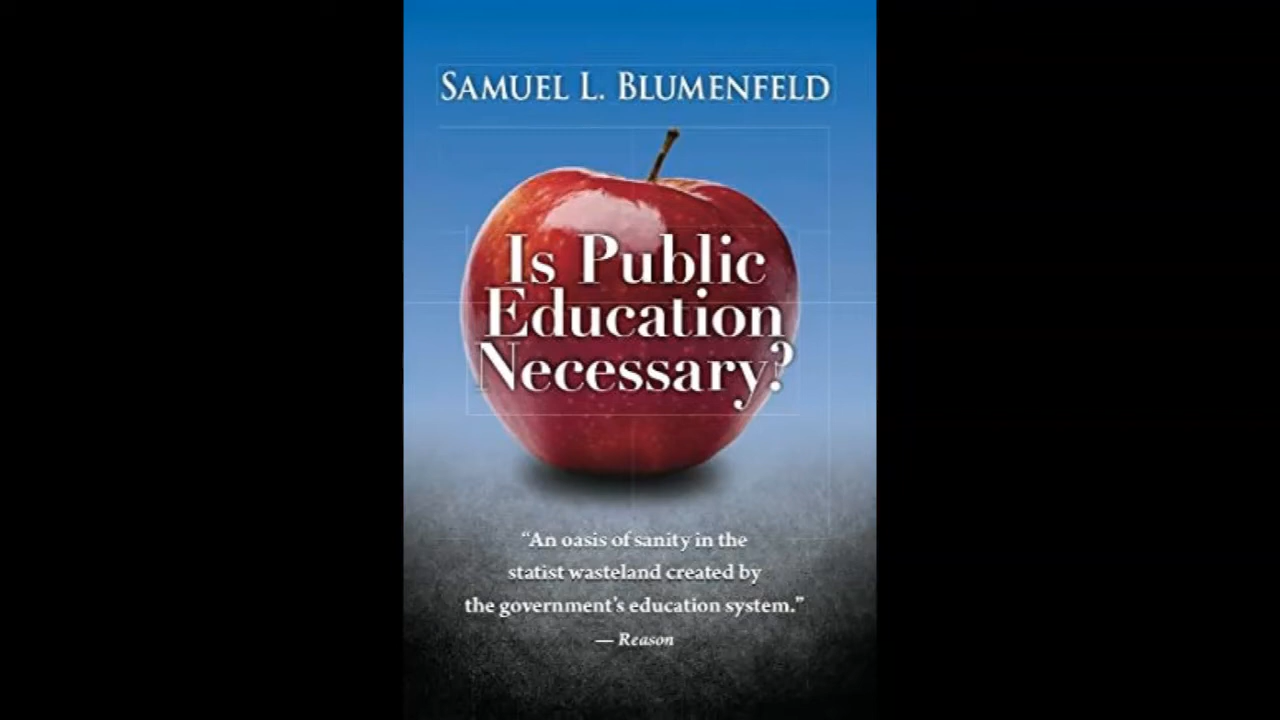 SAMUEL L. BLUMENFELD
Is Public
Education
Necessary?
“An oasis of sanity in the
statist wasteland created by
the government’s education system.”
— Reason